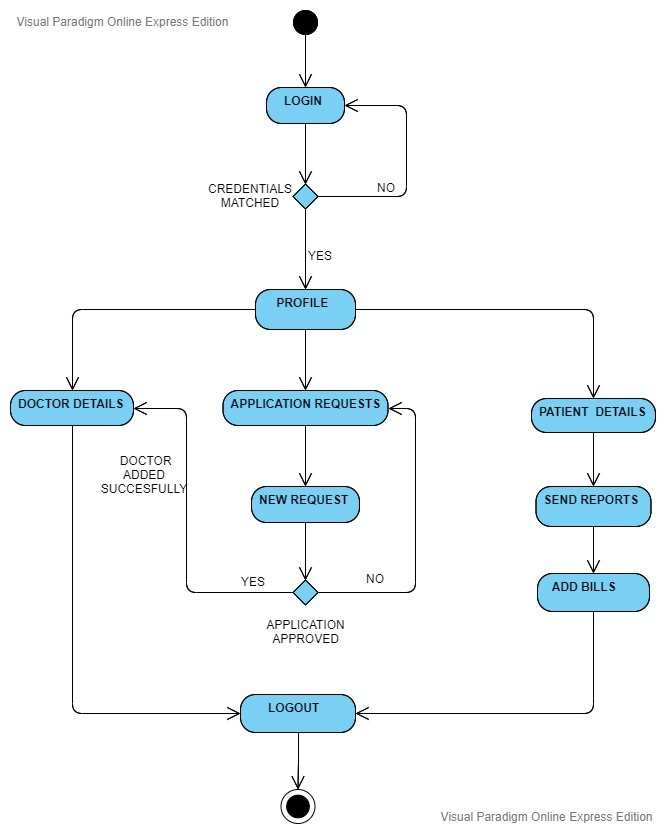 Visual Paradigm Online Express Edition
LOGIN
CREDENTIALS
MATCHED
NO
YES
PROFILE
DOCTOR DETAILS
APPLICATION REQUESTS
PATIENT  DETAILS
DOCTOR
ADDED
SUCCESFULLY
NEW REQUEST
SEND REPORTS
YES
NO
ADD BILLS
APPLICATION
APPROVED
LOGOUT
Visual Paradigm Online Express Edition